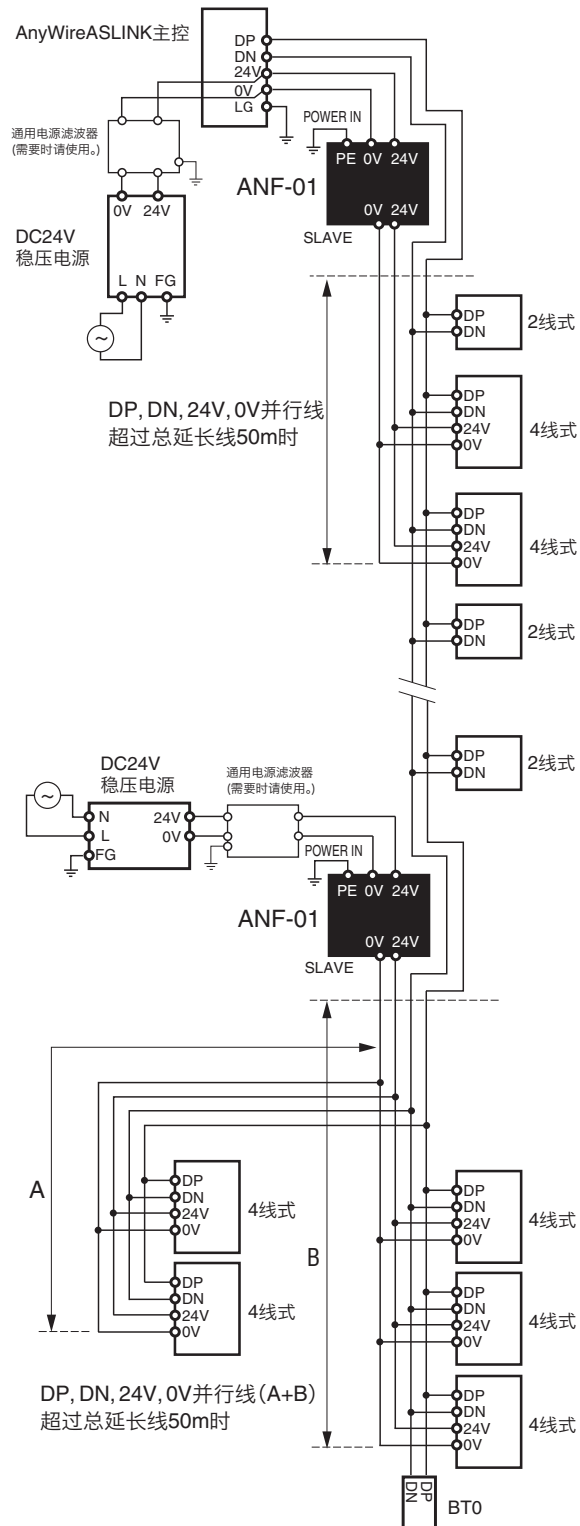 AnyWireASLINK主控
DP
DN
24V
0V
LG
通用电源滤波器
(需要时请使用。)
POWER IN
PE 0V 24V
ANF-01
0V 24V
SLAVE
0V 24V
DC24V
稳压电源
L N FG
~
DP
DN
2线式
DP, DN, 24V, 0V并行线
超过总延长线50m时
DP
DN
24V
0V
4线式
DP
DN
24V
0V
4线式
DP
DN
2线式
DP
DN
2线式
DC24V
稳压电源
通用电源滤波器
(需要时请使用。)
~
N
L
FG
24V
0V
POWER IN
PE 0V 24V
ANF-01
0V 24V
SLAVE
A
B
DP
DN
24V
0V
4线式
DP
DN
24V
0V
4线式
DP
DN
24V
0V
4线式
DP
DN
24V
0V
4线式
DP
DN
24V
0V
4线式
DP, DN, 24V, 0V并行线(A+B)
超过总延长线50m时
DP
DN
BT0